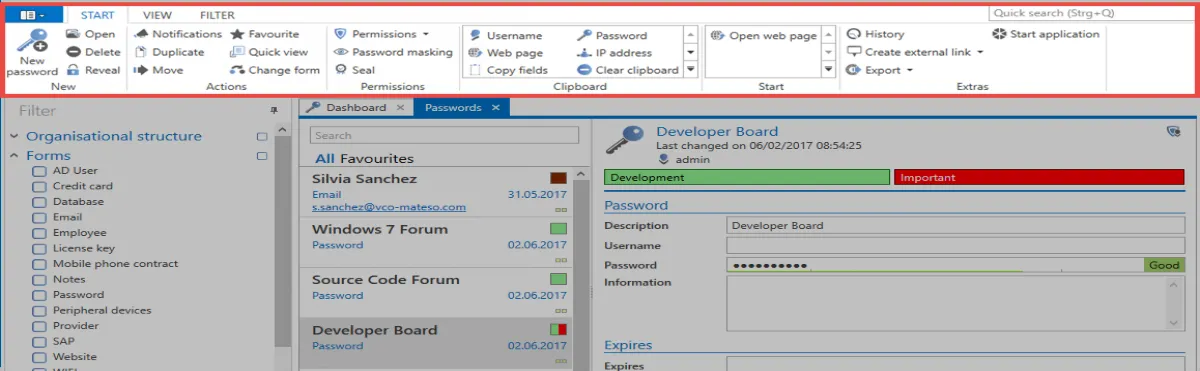 START VIEW FILTER Quick search (Strg+Q)
New password
Open
Delete
Reveal
New
Notifications
Duplicate
Move
Favourite
Quick view
Change form
Actions
Permissions
Password masking
Seal
Permissions
Username
Web page
Copy fields
Password
IP address
Clear clipboard
Clipboard
Open web page
Start
History
Create external link
Export
Start application
Extras
Filter
Organisational structure
Forms
AD User
Credit card
Database
Email
Employee
License key
Mobile phone contract
Notes
Password
Peripheral devices
Provider
SAP
Website
Dashboard
Passwords
Search
All Favourites
Silvia Sanchez
Email 31.05.2017
s.sanchez@vco-mateso.com
Windows 7 Forum
Password 02.06.2017
Source Code Forum
Password 02.06.2017
Developer Board
Password 02.06.2017
Developer Board
Last changed on 06/02/2017 08:54:25
admin
Development Important
Password
Description Developer Board
Username
Password •••••••••• Good
Information
Expires
Expires